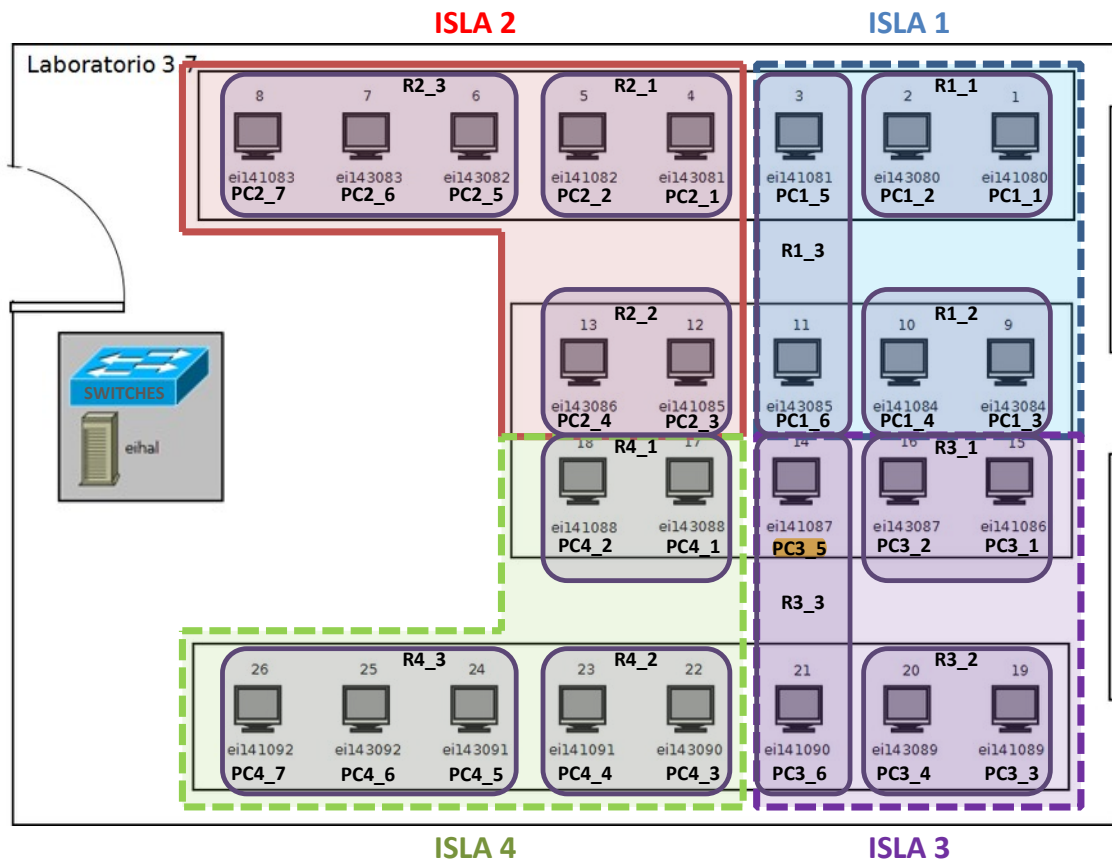 ISLA 2 ISLA 1
Laboratorio 3 7
R2_3 R2_1 R1_1
8 7 6 5 4 3 2 1
ei141083 ei143083 ei143082 ei141082 ei143081 ei141081 ei143080 ei141080
PC2_7 PC2_6 PC2_5 PC2_2 PC2_1 PC1_5 PC1_2 PC1_1
R1_3
R2_2 R1_2
13 12 11 10 9
SWITCHES
ei143086 ei141085 ei143085 ei141084 ei143084
PC2_4 PC2_3 PC1_6 PC1_4 PC1_3
eihal
R4_1 R3_1
18 17 14 16 15
ei141088 ei143088 ei141087 ei143087 ei141086
PC4_2 PC4_1 PC3_5 PC3_2 PC3_1
R3_3
R4_3 R4_2 R3_2
26 25 24 23 22 21 20 19
ei141092 ei143092 ei143091 ei141091 ei143090 ei141090 ei143089 ei141089
PC4_7 PC4_6 PC4_5 PC4_4 PC4_3 PC3_6 PC3_4 PC3_3
ISLA 4 ISLA 3